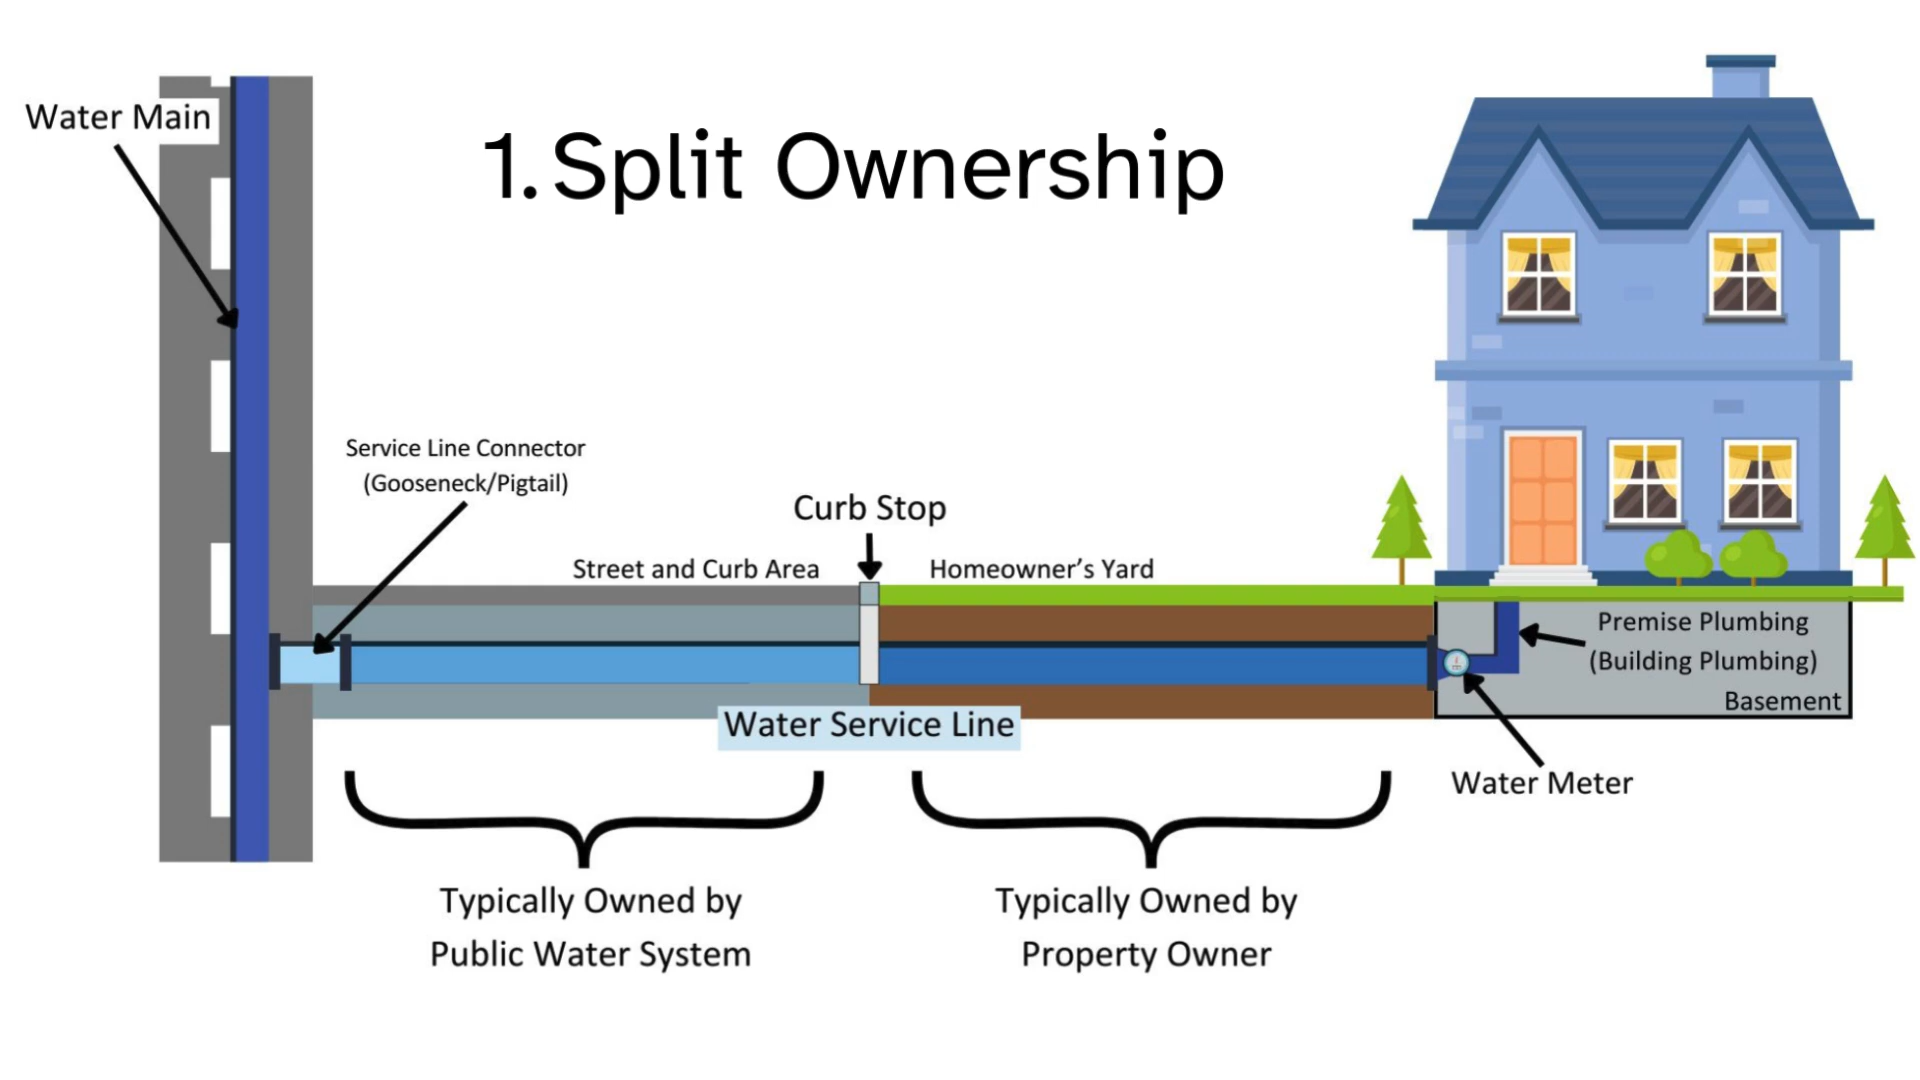 Water Main
1. Split Ownership
Service Line Connector
(Gooseneck/Pigtail)
Curb Stop
Street and Curb Area
Homeowner's Yard
Premise Plumbing
(Building Plumbing)
Basement
Water Service Line
Water Meter
Typically Owned by
Public Water System
Typically Owned by
Property Owner